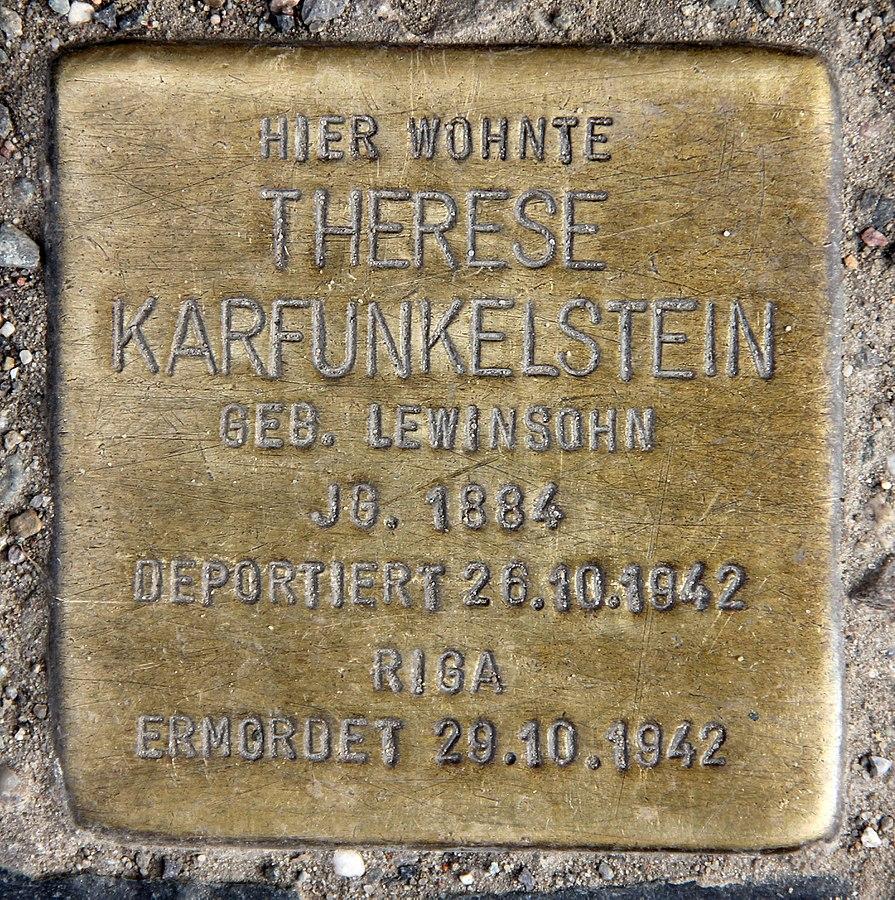 HIER WOHNTE
THERESE
KARFUNKELSTEIN
GEB. LEWINSOHN
JG. 1884
DEPORTIERT 26.10.1942
RIGA
ERMORDET 29.10.1942